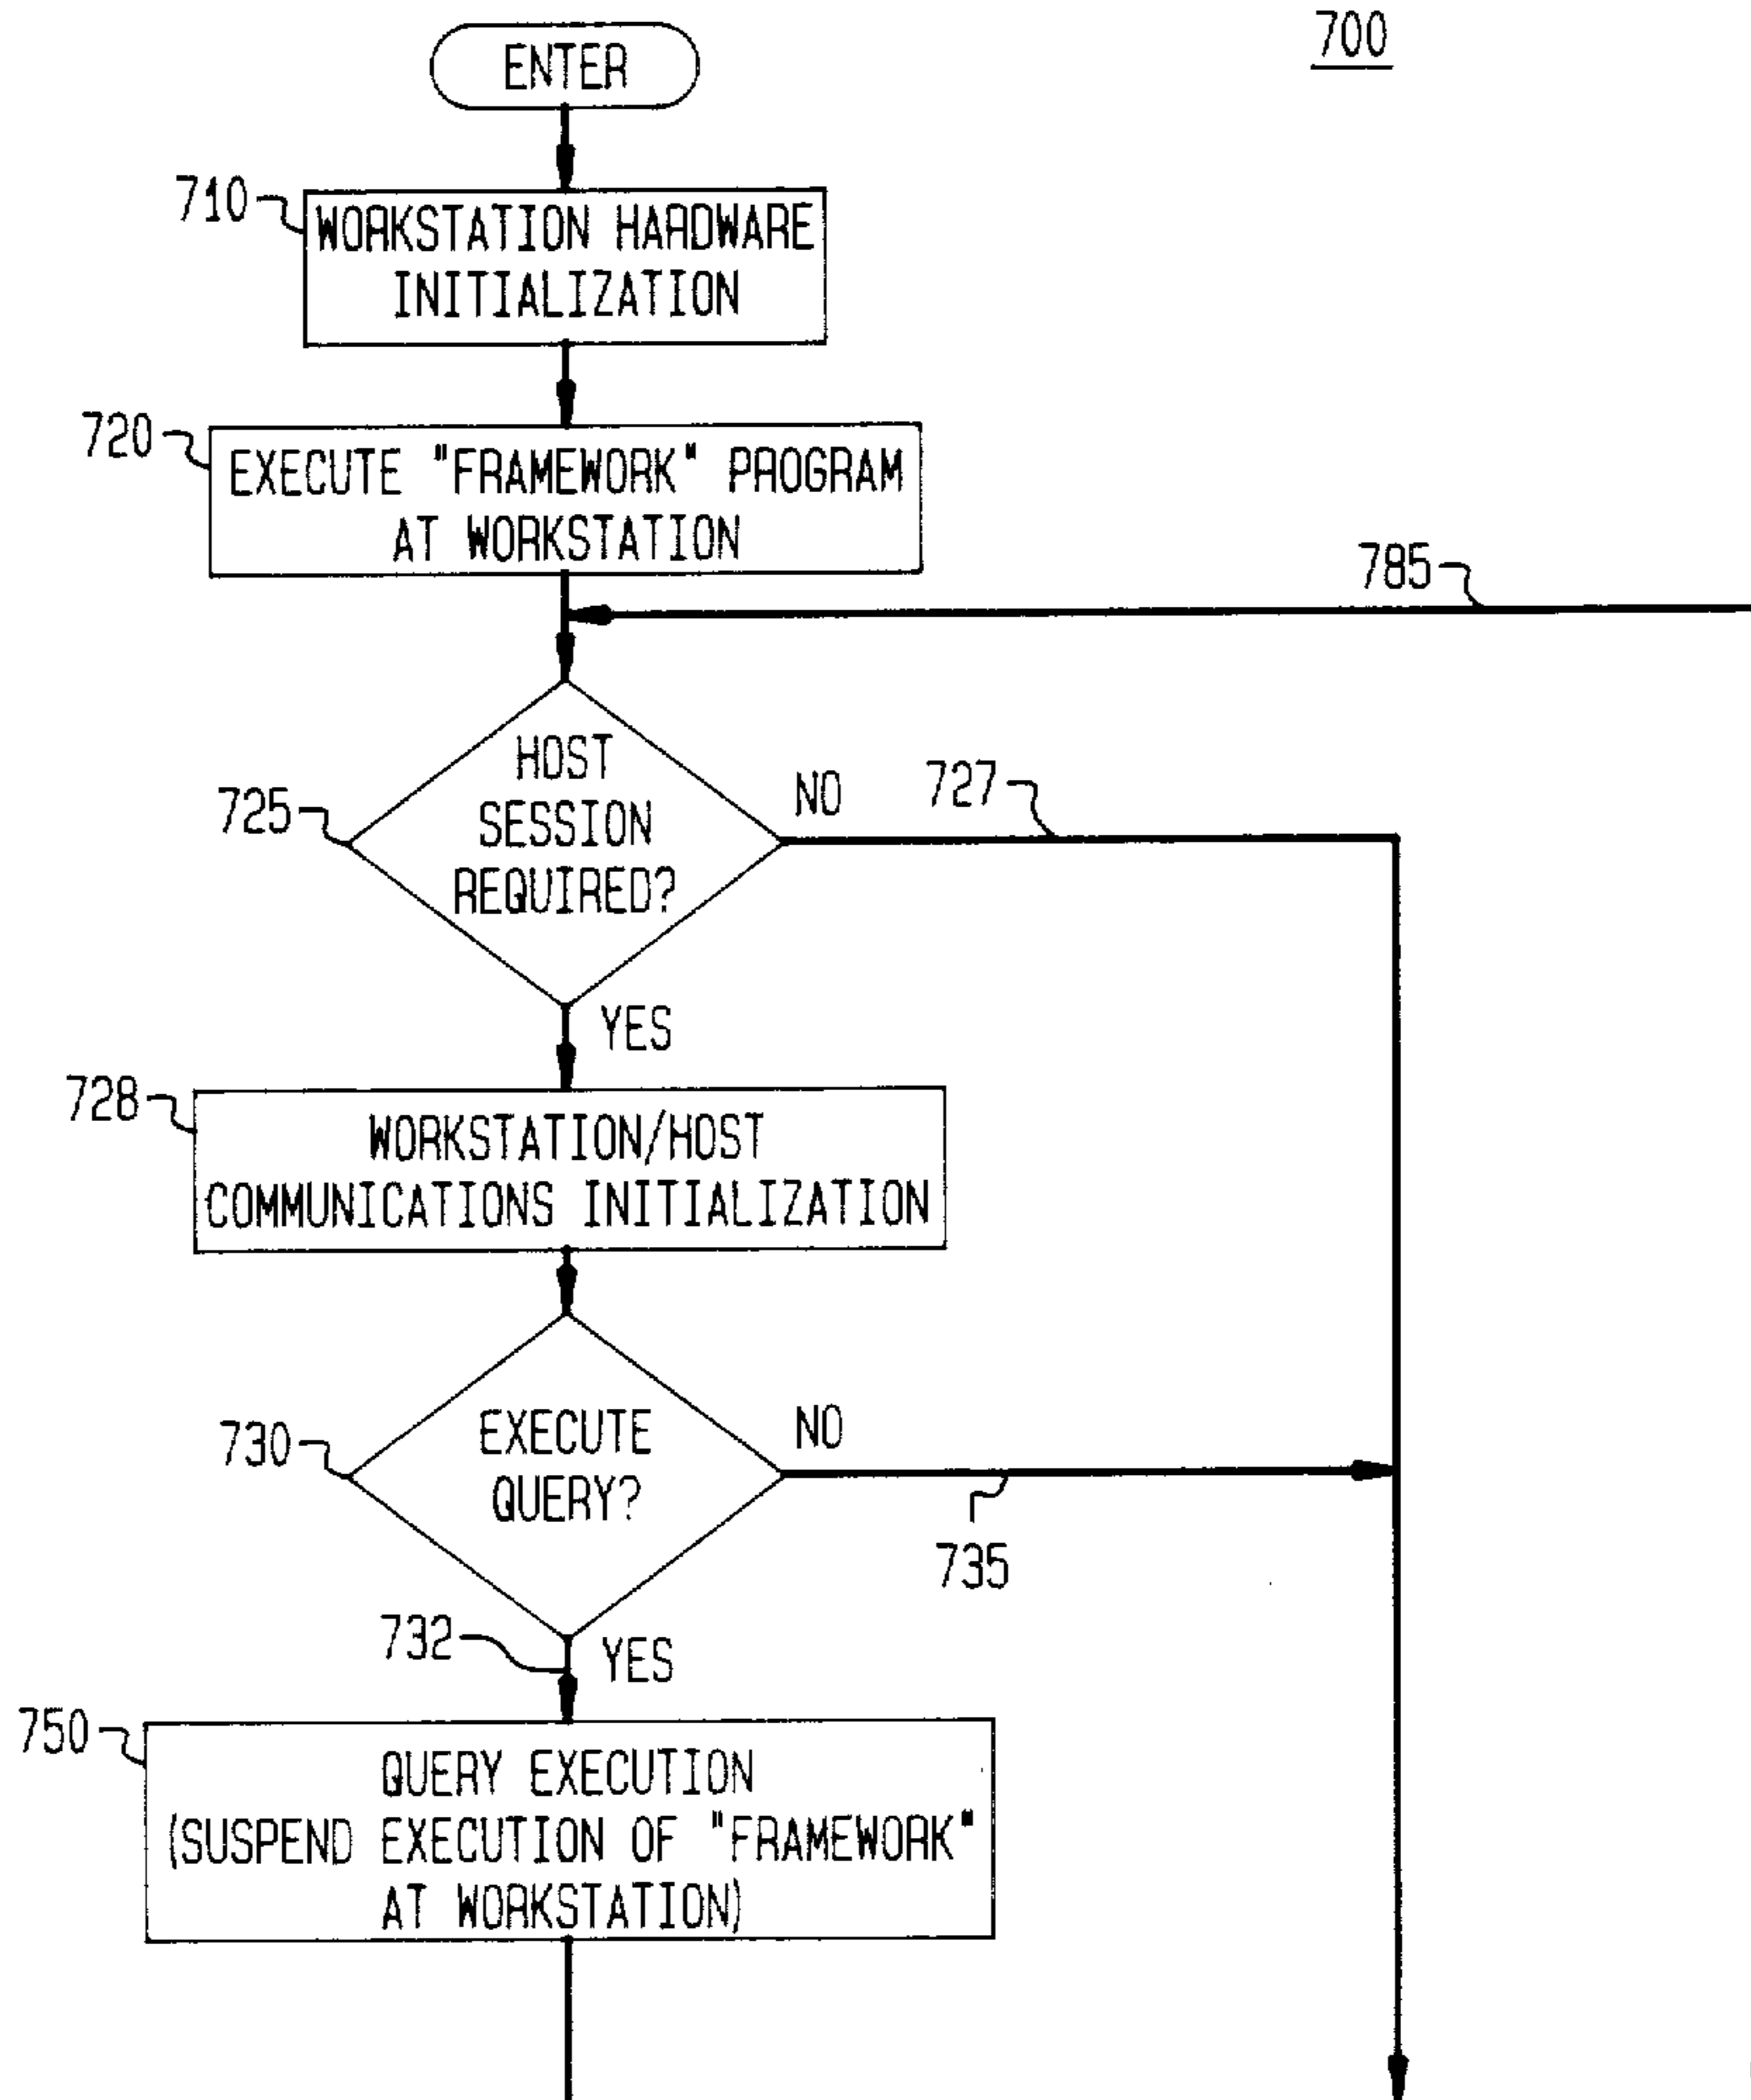 700
ENTER
710
WORKSTATION HARDWARE
INITIALIZATION
720
EXECUTE "FRAMEWORK" PROGRAM
AT WORKSTATION
785
HOST
SESSION
REQUIRED?
725
NO
727
YES
728
WORKSTATION/HOST
COMMUNICATIONS INITIALIZATION
730
EXECUTE
QUERY?
NO
735
732
YES
750
QUERY EXECUTION
(SUSPEND EXECUTION OF "FRAMEWORK"
AT WORKSTATION)